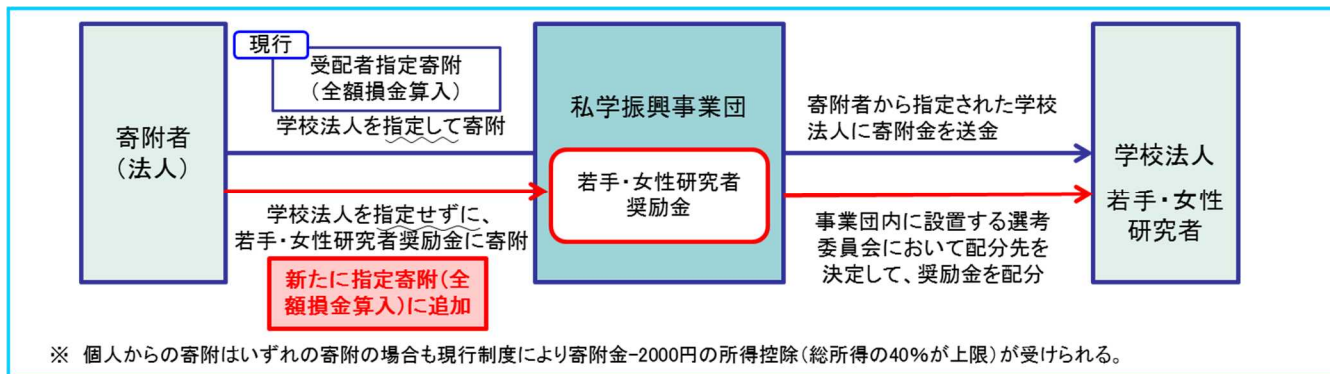 現行
受配者指定寄附
(全額損金算入)
学校法人を指定して寄附
寄附者
(法人)
学校法人を指定せずに、
若手・女性研究者奨励金に寄附
新たに指定寄附(全
額損金算入)に追加
私学振興事業団
若手・女性研究者
奨励金
寄附者から指定された学校
法人に寄附金を送金
事業団内に設置する選考
委員会において配分先を
決定して、奨励金を配分
学校法人
若手・女性
研究者
※ 個人からの寄附はいずれの寄附の場合も現行制度により寄附金-2000円の所得控除(総所得の40%が上限)が受けられる。